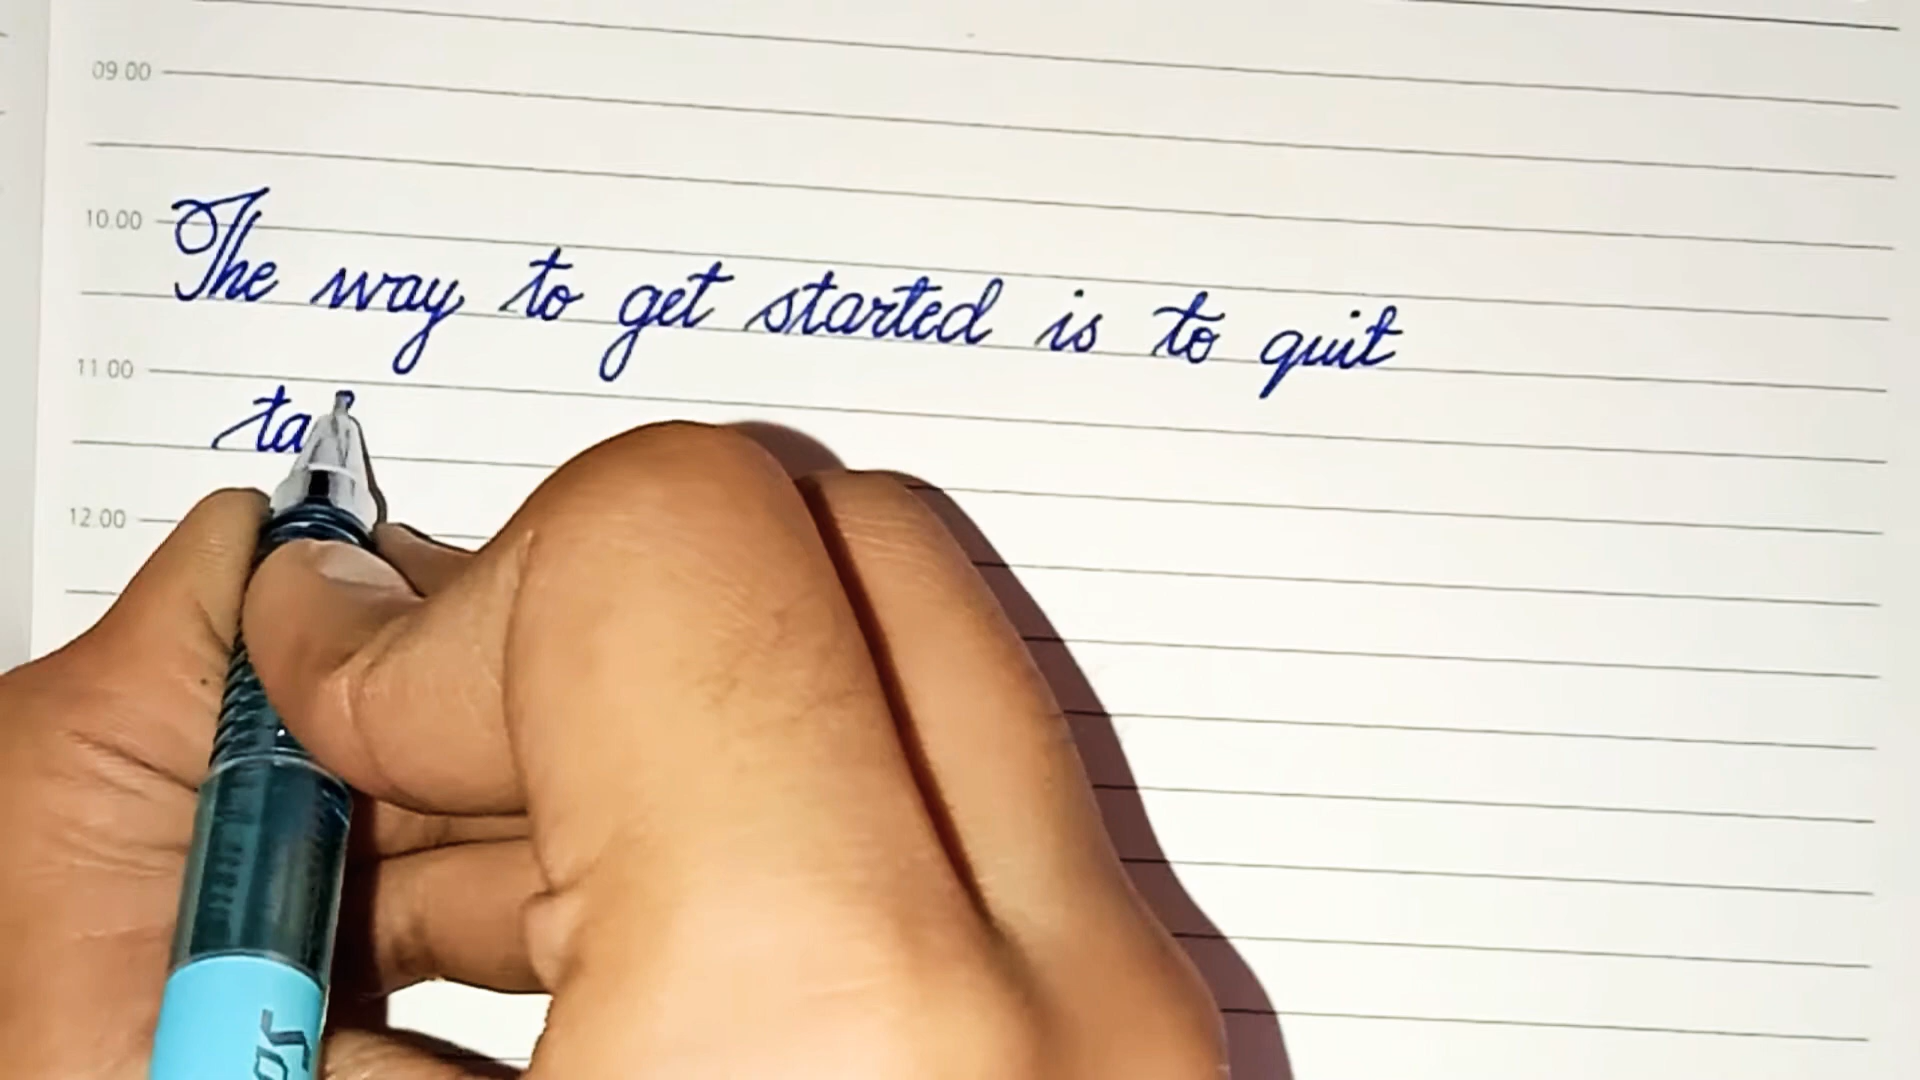 09.00
10.00
The way to get started is to quit
11.00
ta
12.00